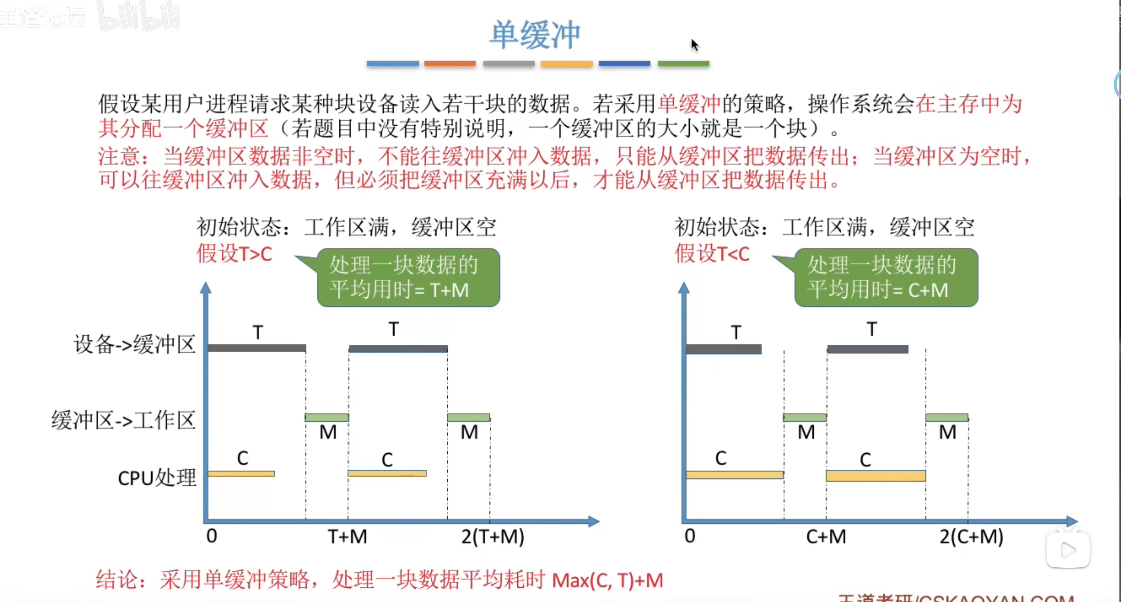 王道论坛 bilibili
单缓冲
假设某用户进程请求某种块设备读入若干块的数据。若采用单缓冲的策略，操作系统会在主存中为
其分配一个缓冲区（若题目中没有特别说明，一个缓冲区的大小就是一个块）。
注意：当缓冲区数据非空时，不能往缓冲区冲入数据，只能从缓冲区把数据传出；当缓冲区为空时，
可以往缓冲区冲入数据，但必须把缓冲区充满以后，才能从缓冲区把数据传出。
初始状态：工作区满，缓冲区空
假设T>C
处理一块数据的
平均用时= T+M
设备->缓冲区
T
T
缓冲区->工作区
M
M
CPU处理
C
C
0
T+M
2(T+M)
初始状态：工作区满，缓冲区空
假设T<C
处理一块数据的
平均用时= C+M
T
T
M
M
C
C
0
C+M
2(C+M)
结论：采用单缓冲策略，处理一块数据平均耗时 Max(C, T)+M
王道考研/CSKAOYAN.COM